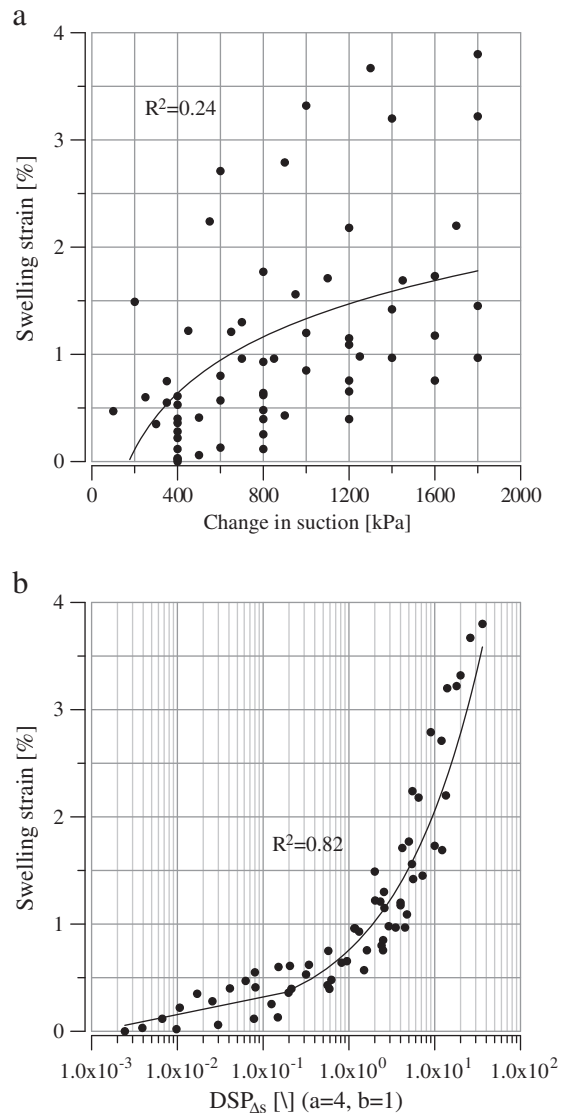 a
4
3
2
1
0
Swelling strain [%]
R²=0.24
0 400 800 1200 1600 2000
Change in suction [kPa]
b
4
3
2
1
0
Swelling strain [%]
R²=0.82
1.0x10⁻³ 1.0x10⁻² 1.0x10⁻¹ 1.0x10⁰ 1.0x10¹ 1.0x10²
DSP_Δs [\] (a=4, b=1)